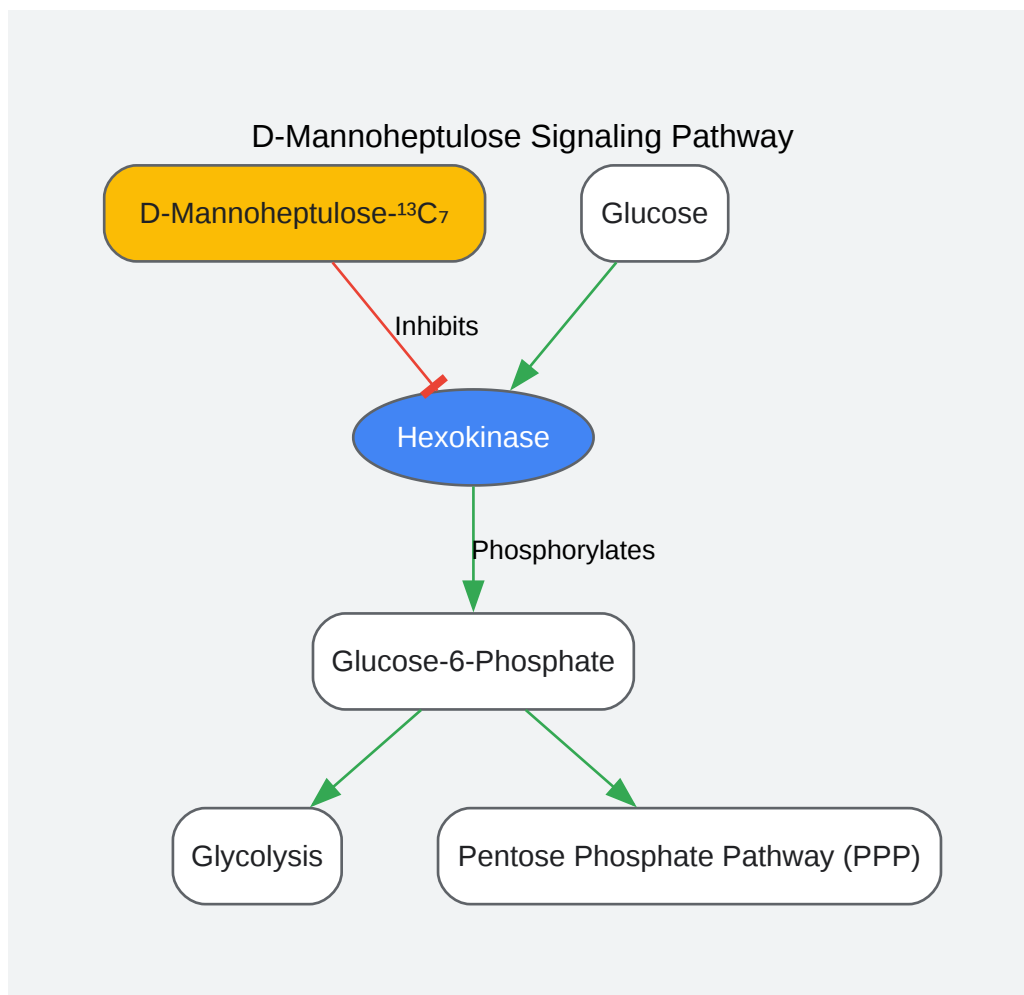 D-Mannoheptulose Signaling Pathway
D-Mannoheptulose-¹³C₇
Glucose
Inhibits
Hexokinase
Phosphorylates
Glucose-6-Phosphate
Glycolysis
Pentose Phosphate Pathway (PPP)